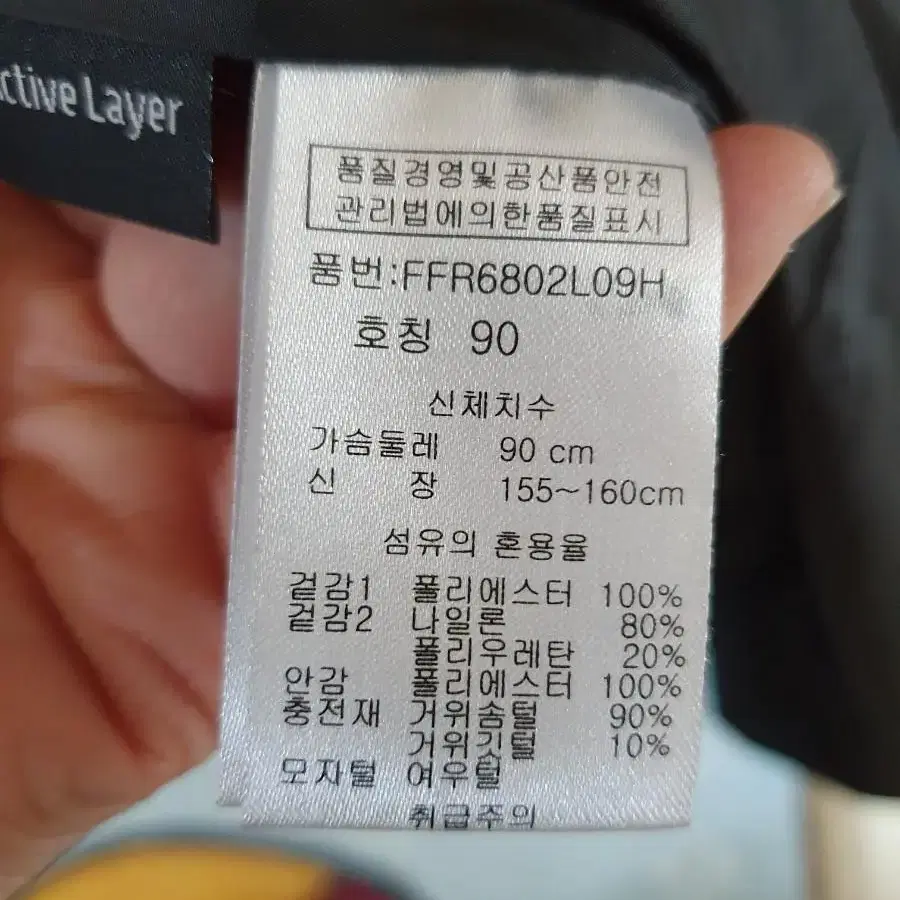 Active Layer
품질경영및공산품안전
관리법에의한품질표시
품번:FFR6802L09H
호칭 90
신체치수
가슴둘레 90 cm
신 장 155~160cm
섬유의 혼용율
겉감1 폴리에스터 100%
겉감2 나일론 80%
폴리우레탄 20%
안감 폴리에스터 100%
충전재 거위솜털 90%
거위깃털 10%
모자털 여우털
취급주의